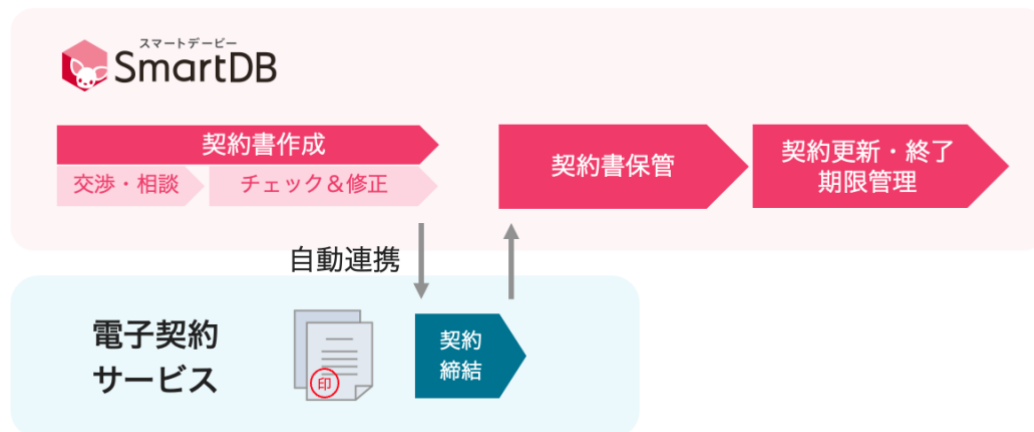 スマートデービー
SmartDB
契約書作成
交渉・相談
チェック＆修正
契約書保管
契約更新・終了
期限管理
自動連携
電子契約
サービス
印
契約
締結